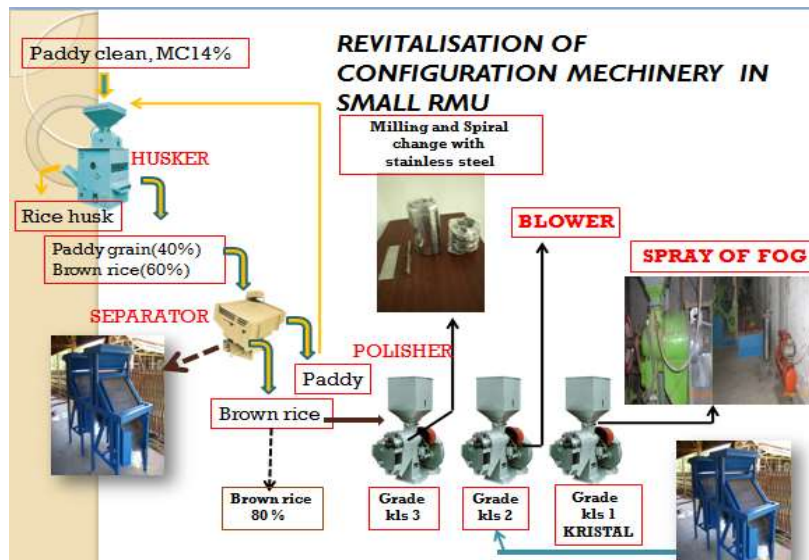 REVITALISATION OF
CONFIGURATION MECHINERY IN
SMALL RMU
Paddy clean, MC14%
HUSKER
Rice husk
Paddy grain(40%)
Brown rice(60%)
SEPARATOR
Paddy
Brown rice
Brown rice
80 %
Milling and Spiral
change with
stainless steel
POLISHER
BLOWER
SPRAY OF FOG
Grade
kls 3
Grade
kls 2
Grade
kls 1
KRISTAL